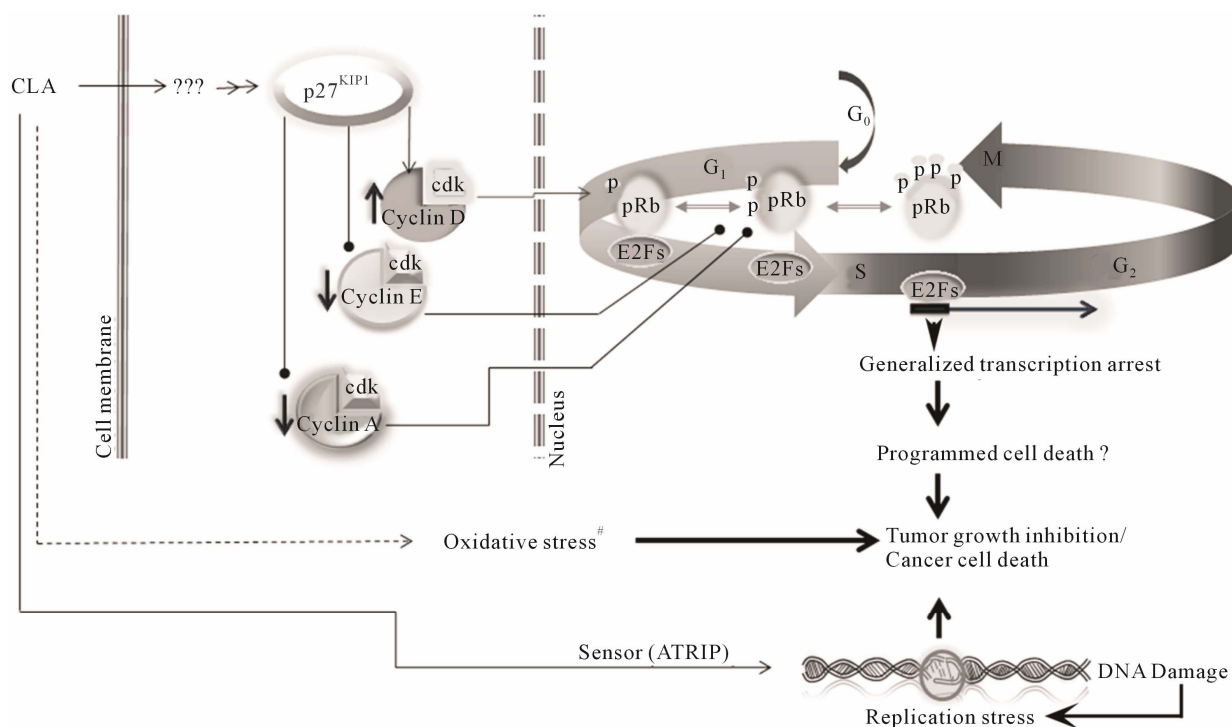 CLA
???
p27KIP1
G0
cdk
Cyclin D
cdk
Cyclin E
cdk
Cyclin A
Cell membrane
Nucleus
G1
M
p
pRb
p
p
pRb
p
p
p
p
pRb
E2Fs
E2Fs
S
E2Fs
G2
Generalized transcription arrest
Programmed cell death ?
Oxidative stress#
Tumor growth inhibition/
Cancer cell death
Sensor (ATRIP)
DNA Damage
Replication stress